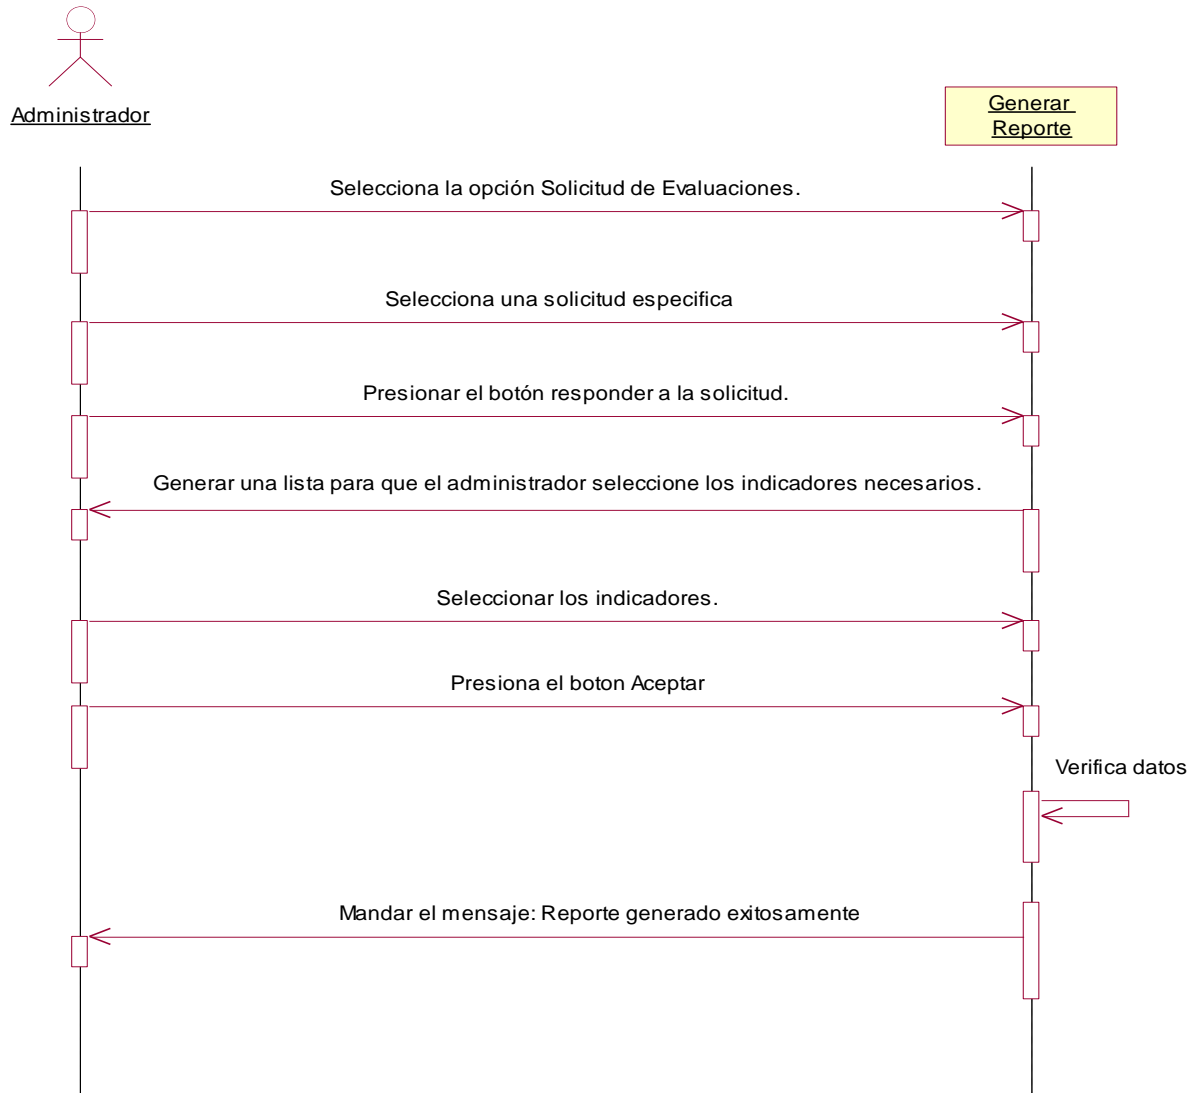 Administrador
Generar
Reporte
Selecciona la opción Solicitud de Evaluaciones.
Selecciona una solicitud especifica
Presionar el botón responder a la solicitud.
Generar una lista para que el administrador seleccione los indicadores necesarios.
Seleccionar los indicadores.
Presiona el boton Aceptar
Verifica datos
Mandar el mensaje: Reporte generado exitosamente